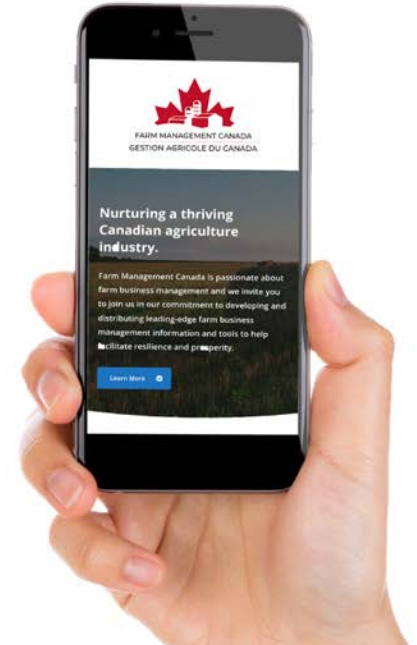 FARM MANAGEMENT CANADA
GESTION AGRICOLE DU CANADA
Nurturing a thriving
Canadian agriculture
industry.
Farm Management Canada is passionate about
farm business management and we invite you
to join us in our commitment to developing and
distributing leading-edge farm business
management information and tools to help
facilitate resilience and prosperity.
Learn More